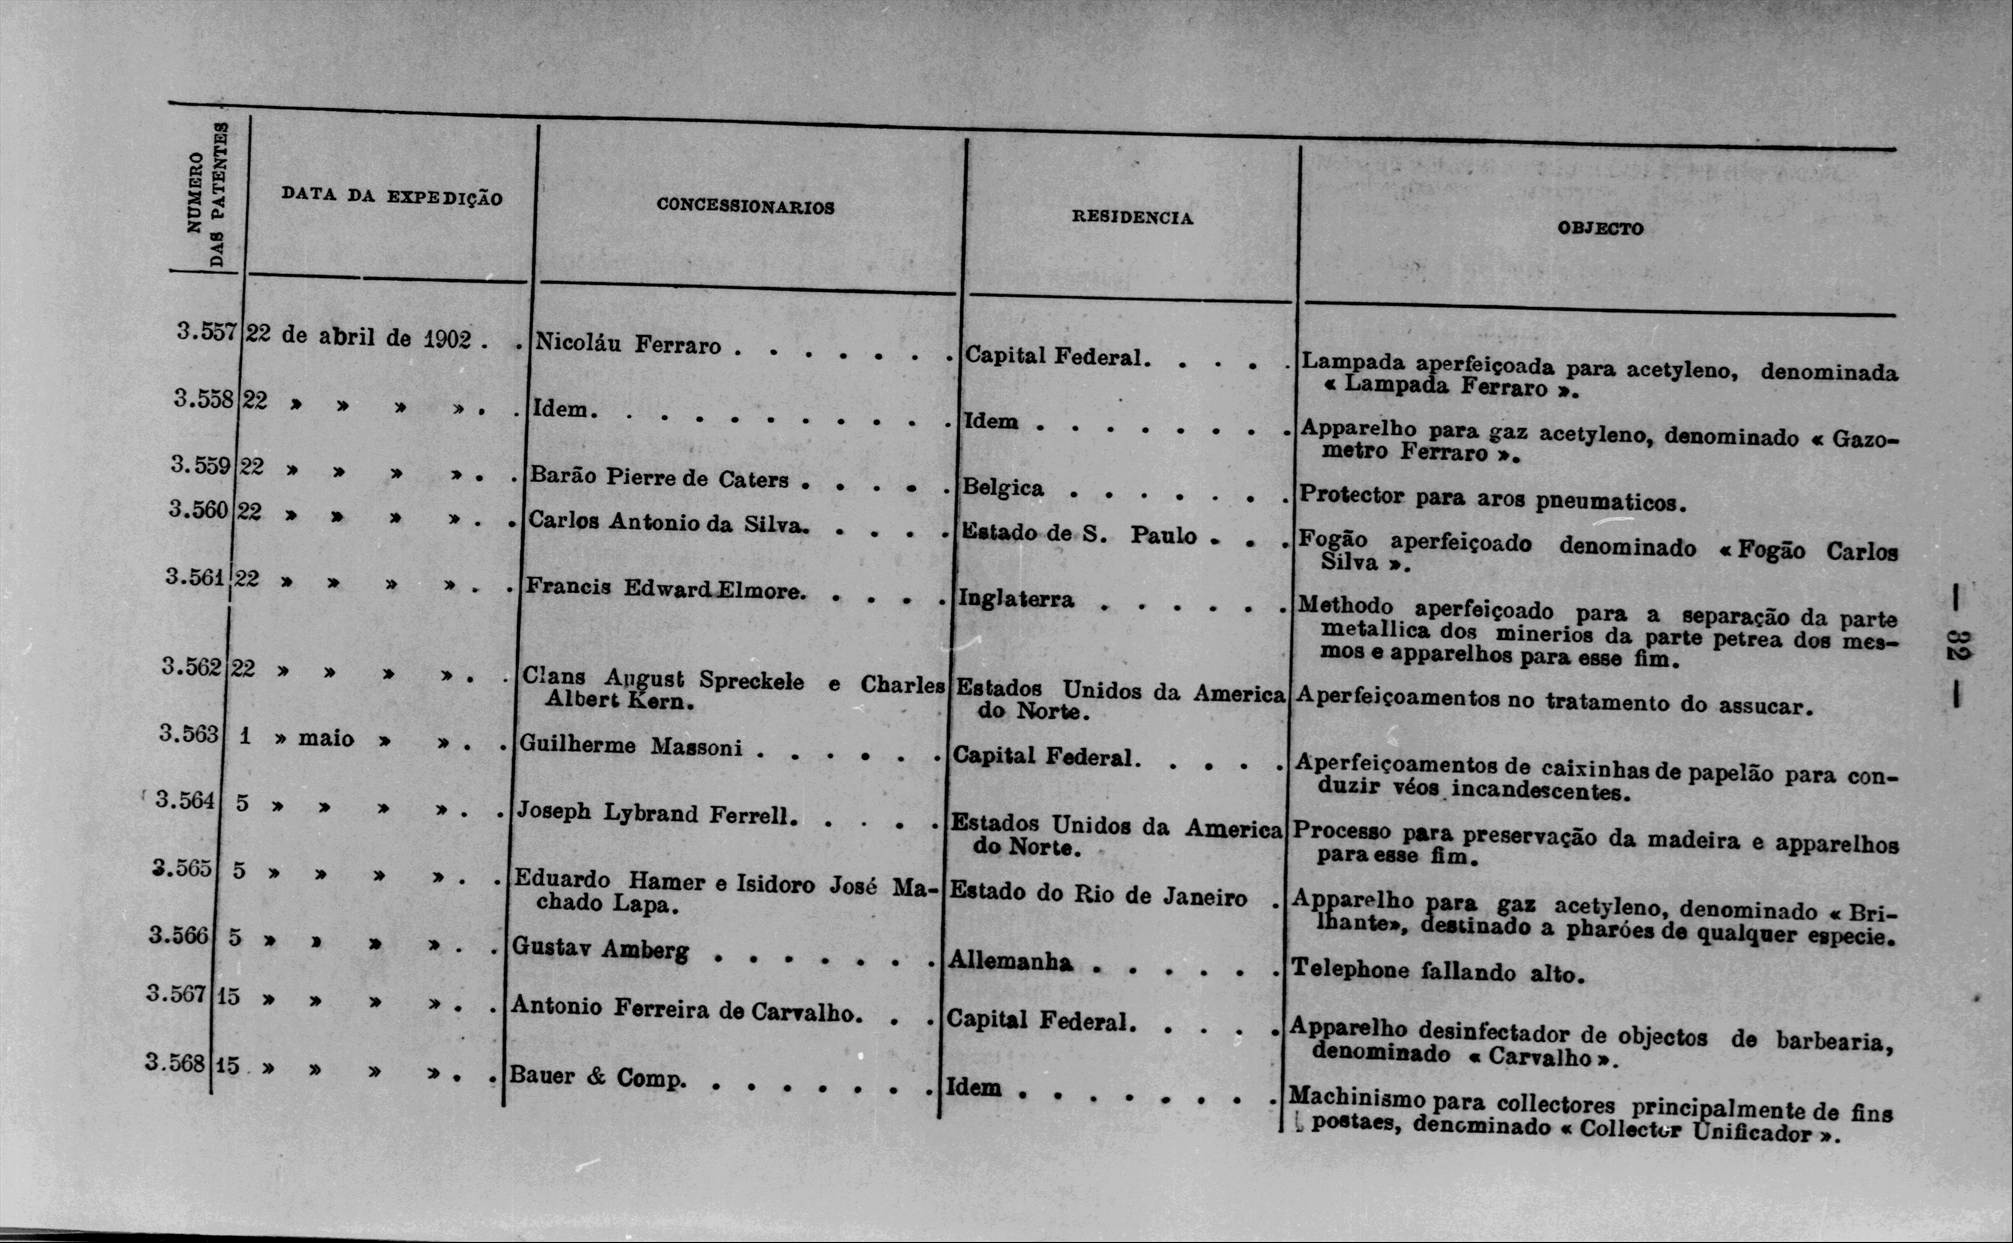 NUMERO DAS PATENTES | DATA DA EXPEDIÇÃO | CONCESSIONARIOS | RESIDENCIA | OBJECTO
3.557 22 de abril de 1902 . . Nicoláu Ferraro . . . . . . . Capital Federal. . . . . Lampada aperfeiçoada para acetyleno, denominada
« Lampada Ferraro ».
3.558 22 » » » » . . Idem. . . . . . . . . . . Idem . . . . . . . . Apparelho para gaz acetyleno, denominado « Gazo-
metro Ferraro ».
3.559 22 » » » » . . Barão Pierre de Caters . . . . . Belgica . . . . . . . Protector para aros pneumaticos.
3.560 22 » » » » . . Carlos Antonio da Silva. . . . . Estado de S. Paulo . . . Fogão aperfeiçoado denominado « Fogão Carlos
Silva ».
3.561 22 » » » » . . Francis Edward Elmore. . . . . Inglaterra . . . . . . Methodo aperfeiçoado para a separação da parte
metallica dos minerios da parte petrea dos mes-
mos e apparelhos para esse fim.
3.562 22 » » » » . . Clans August Spreckele e Charles Estados Unidos da America Aperfeiçoamentos no tratamento do assucar.
Albert Kern. do Norte.
3.563 1 » maio » » . . Guilherme Massoni . . . . . . Capital Federal. . . . . Aperfeiçoamentos de caixinhas de papelão para con-
duzir véos incandescentes.
3.564 5 » » » » . . Joseph Lybrand Ferrell. . . . . Estados Unidos da America Processo para preservação da madeira e apparelhos
do Norte. para esse fim.
3.565 5 » » » » . . Eduardo Hamer e Isidoro José Ma- Estado do Rio de Janeiro . Apparelho para gaz acetyleno, denominado « Bri-
chado Lapa. lhante», destinado a pharóes de qualquer especie.
3.566 5 » » » » . . Gustav Amberg . . . . . . . Allemanha . . . . . . Telephone fallando alto.
3.567 15 » » » » . . Antonio Ferreira de Carvalho. . . Capital Federal. . . . . Apparelho desinfectador de objectos de barbearia,
denominado « Carvalho ».
3.568 15 » » » » . . Bauer & Comp. . . . . . . . Idem . . . . . . . . Machinismo para collectores principalmente de fins
postaes, denominado « Collector Unificador ».
— 32 —